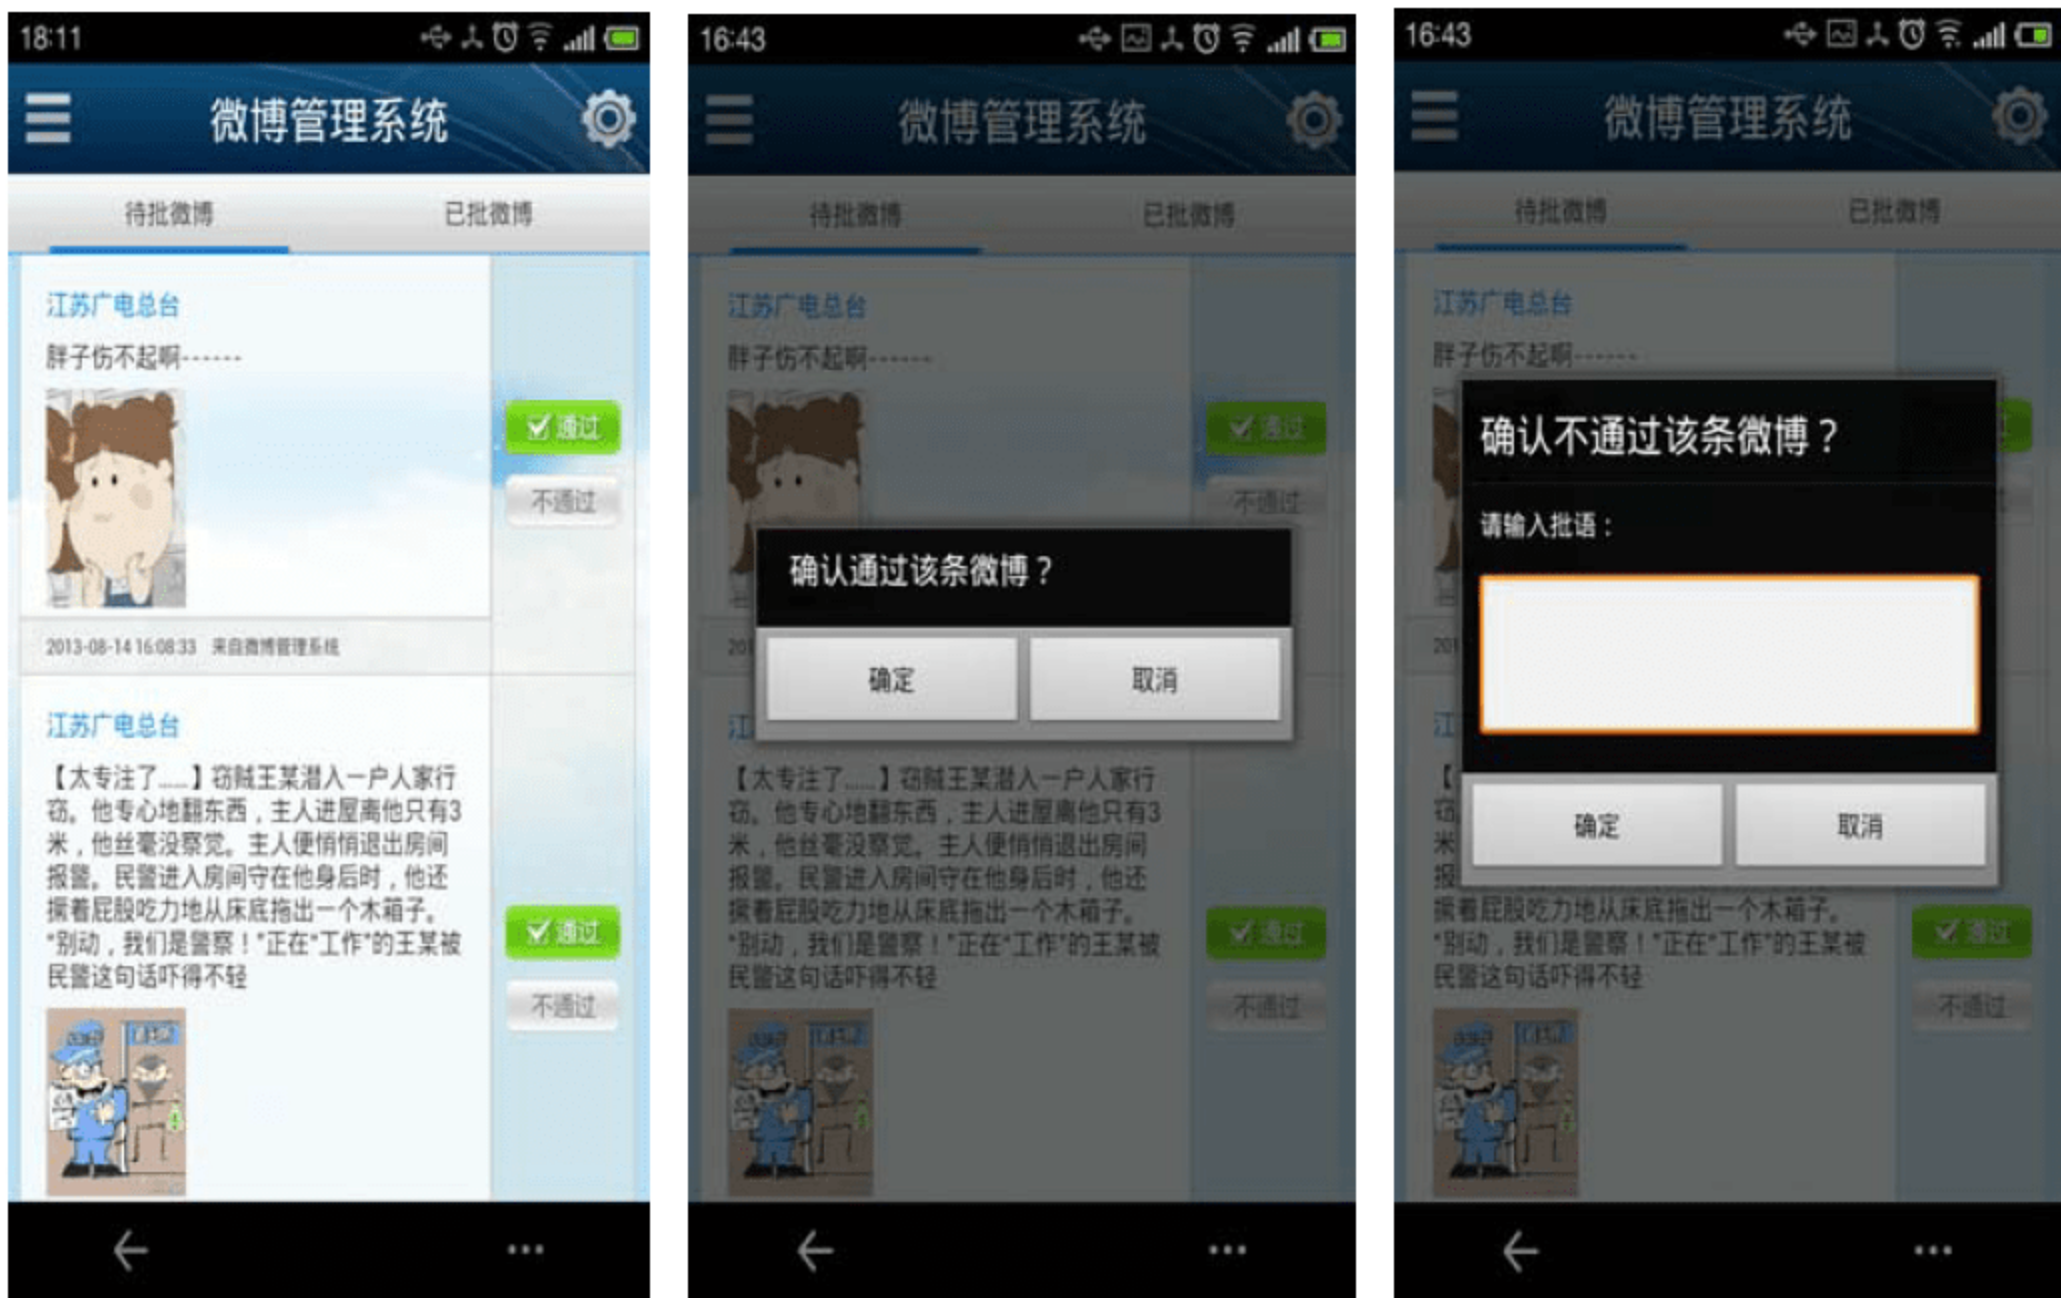 18:11
微博管理系统
待批微博 已批微博
江苏广电总台
胖子伤不起啊------
通过
不通过
2013-08-14 16:08:33 来自微博管理系统
江苏广电总台
【太专注了......】窃贼王某潜入一户人家行
窃。他专心地翻东西，主人进屋离他只有3
米，他丝毫没察觉。主人便悄悄退出房间
报警。民警进入房间守在他身后时，他还
撅着屁股吃力地从床底拖出一个木箱子。
“别动，我们是警察！”正在“工作”的王某被
民警这句话吓得不轻
通过
不通过
16:43
微博管理系统
待批微博 已批微博
江苏广电总台
胖子伤不起啊------
通过
不通过
确认通过该条微博？
确定 取消
201
江
【太专注了......】窃贼王某潜入一户人家行
窃。他专心地翻东西，主人进屋离他只有3
米，他丝毫没察觉。主人便悄悄退出房间
报警。民警进入房间守在他身后时，他还
撅着屁股吃力地从床底拖出一个木箱子。
“别动，我们是警察！”正在“工作”的王某被
民警这句话吓得不轻
通过
不通过
16:43
微博管理系统
待批微博 已批微博
江苏广电总台
胖子伤不起啊------
确认不通过该条微博？
请输入批语：
确定 取消
201
江
【
窃
米
报
撅着屁股吃力地从床底拖出一个木箱子。
“别动，我们是警察！”正在“工作”的王某被
民警这句话吓得不轻
通过
不通过